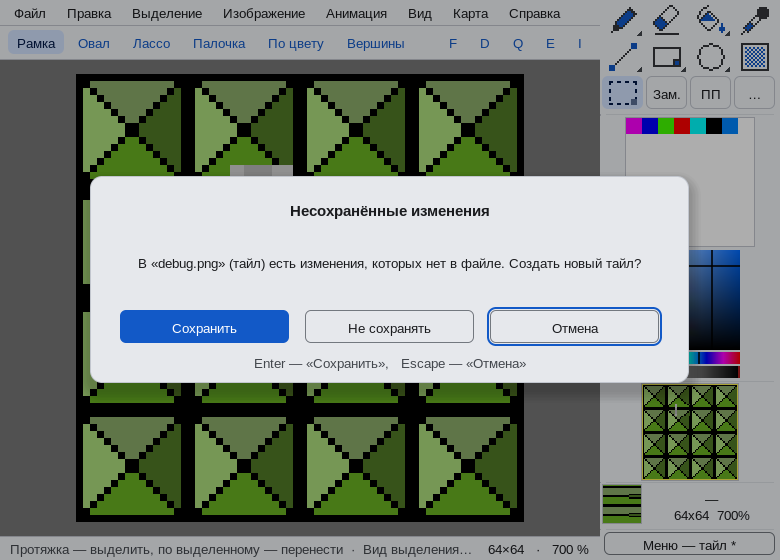 Файл Правка Выделение Изображение Анимация Вид Карта Справка
Рамка Овал Лассо Палочка По цвету Вершины F D Q E I
Зам. ПП ...
Несохранённые изменения
В «debug.png» (тайл) есть изменения, которых нет в файле. Создать новый тайл?
Сохранить Не сохранять Отмена
Enter — «Сохранить», Escape — «Отмена»
—
64x64 700%
Протяжка — выделить, по выделенному — перенести · Вид выделения… 64×64 · 700 %
Меню — тайл *